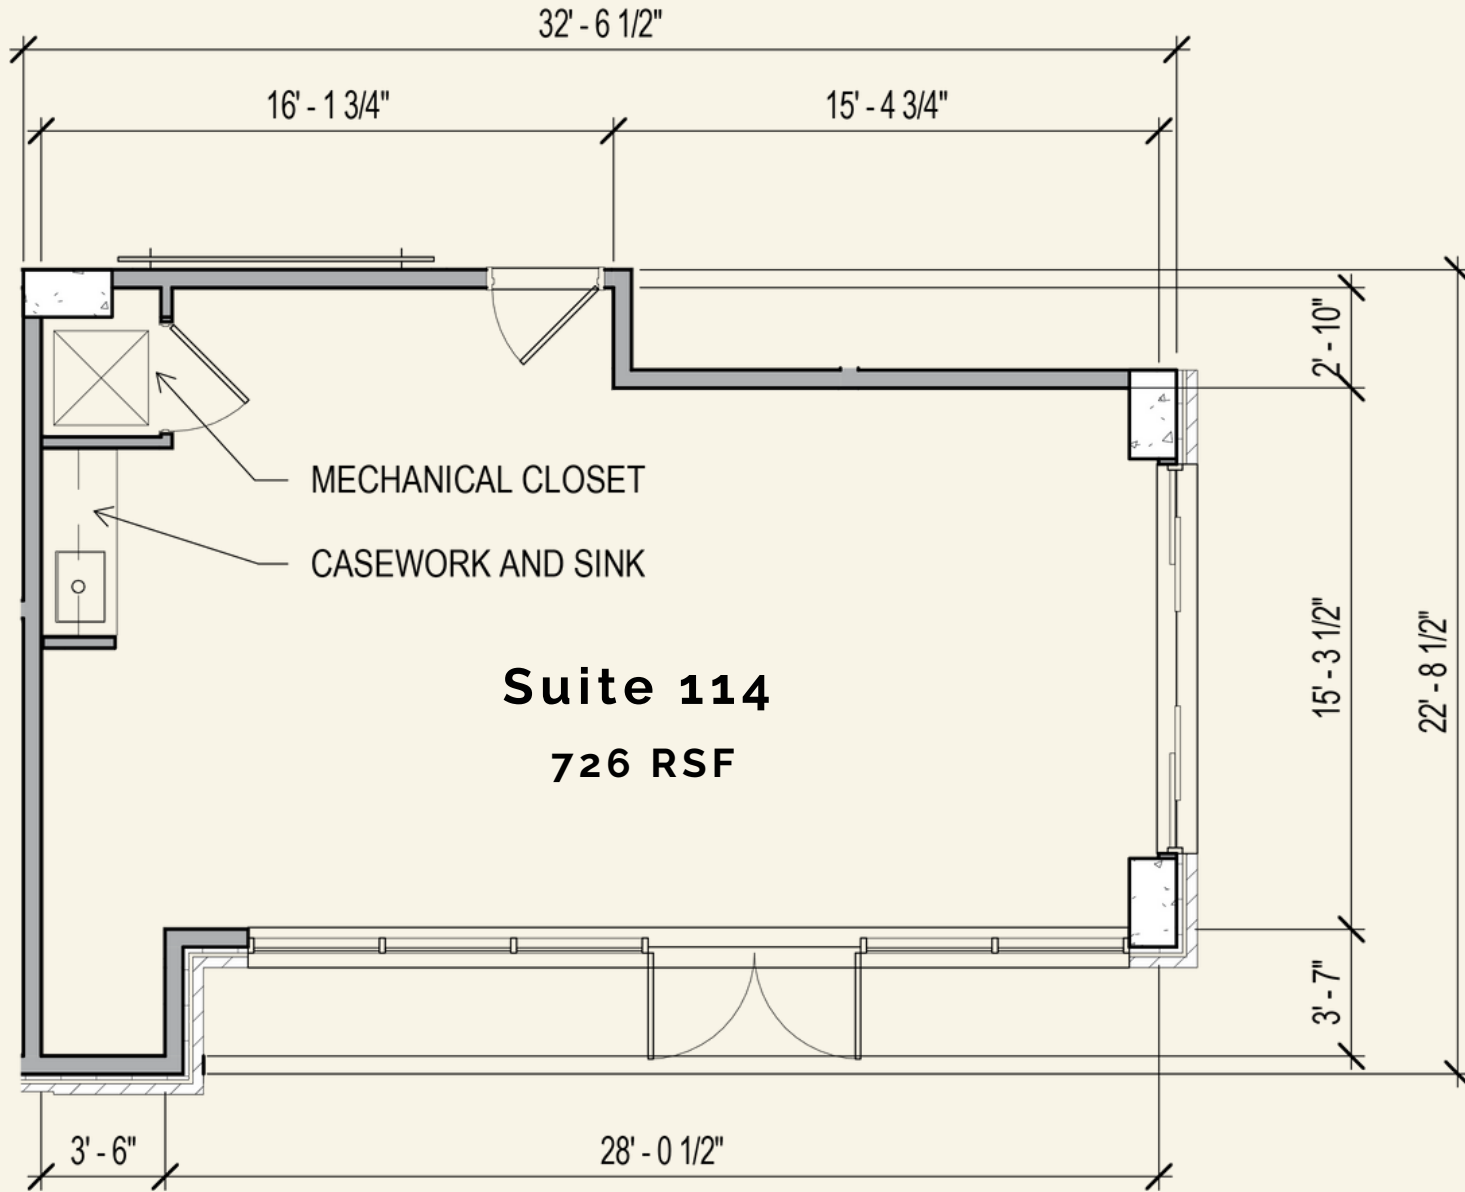 32' - 6 1/2"
16' - 1 3/4"
15' - 4 3/4"
2' - 10"
MECHANICAL CLOSET
CASEWORK AND SINK
15' - 3 1/2"
22' - 8 1/2"
Suite 114
726 RSF
3' - 7"
3' - 6"
28' - 0 1/2"